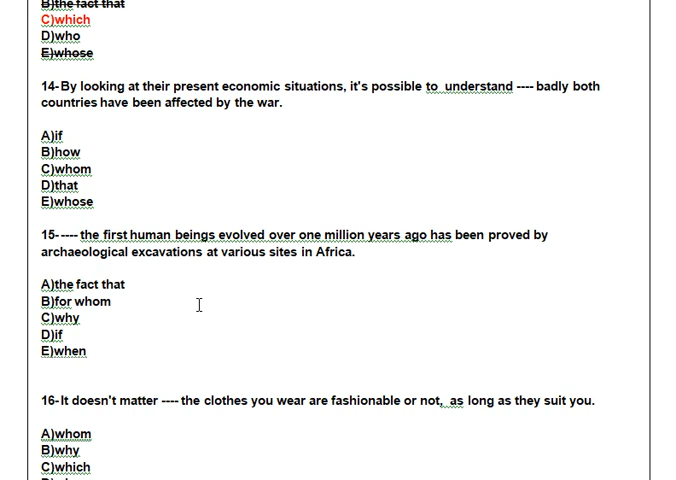 B)the fact that
C)which
D)who
E)whose
14-By looking at their present economic situations, it's possible to understand ---- badly both
countries have been affected by the war.
A)if
B)how
C)whom
D)that
E)whose
15----- the first human beings evolved over one million years ago has been proved by
archaeological excavations at various sites in Africa.
A)the fact that
B)for whom
C)why
D)if
E)when
16-It doesn't matter ---- the clothes you wear are fashionable or not, as long as they suit you.
A)whom
B)why
C)which